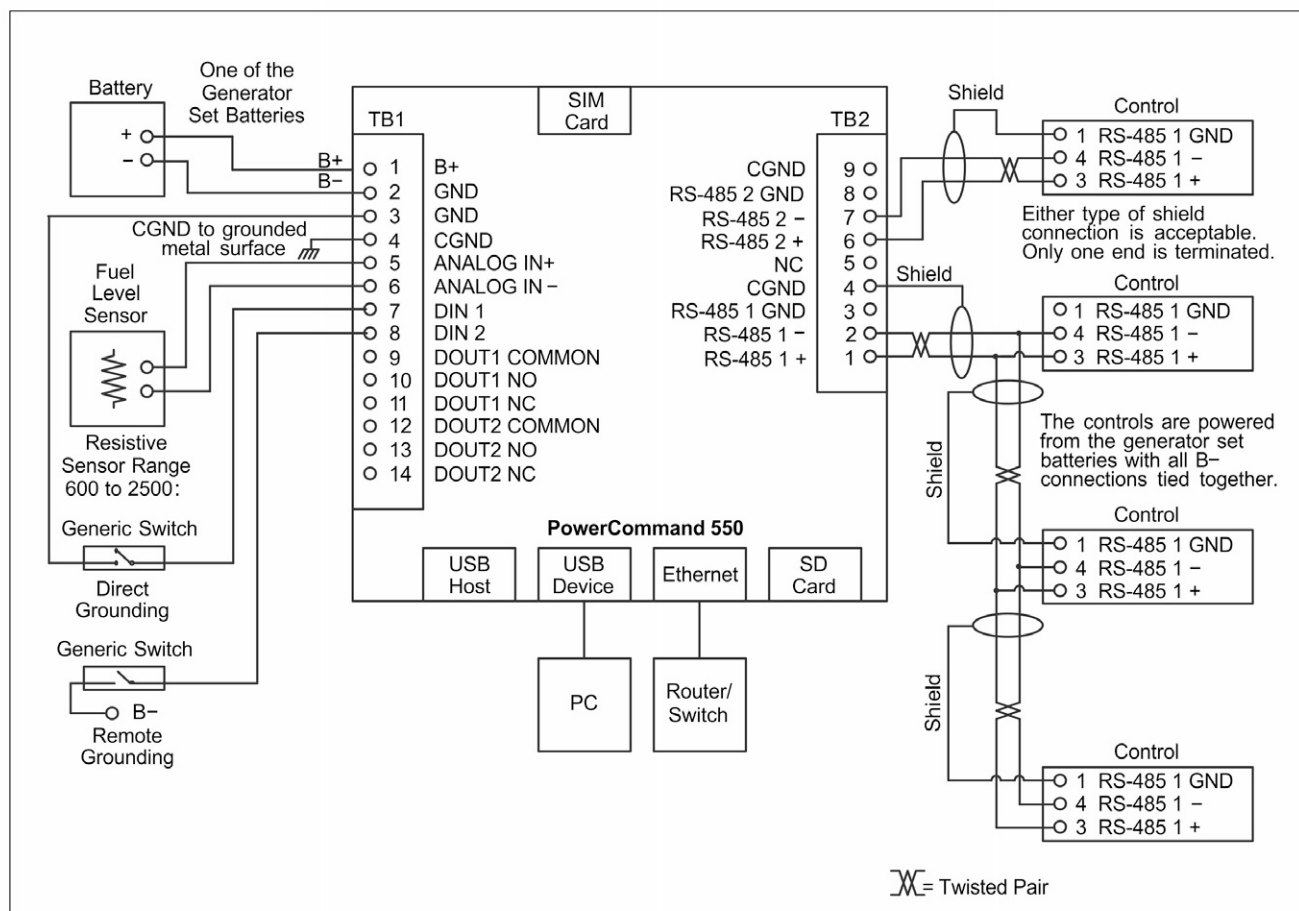 Battery
+
−
One of the
Generator
Set Batteries
B+
B−
CGND to grounded
metal surface
Fuel
Level
Sensor
Resistive
Sensor Range
600 to 2500:
Generic Switch
Direct
Grounding
Generic Switch
B−
Remote
Grounding
TB1
1 B+
2 GND
3 GND
4 CGND
5 ANALOG IN+
6 ANALOG IN −
7 DIN 1
8 DIN 2
9 DOUT1 COMMON
10 DOUT1 NO
11 DOUT1 NC
12 DOUT2 COMMON
13 DOUT2 NO
14 DOUT2 NC
SIM
Card
TB2
CGND 9
RS-485 2 GND 8
RS-485 2 − 7
RS-485 2 + 6
NC 5
CGND 4
RS-485 1 GND 3
RS-485 1 − 2
RS-485 1 + 1
PowerCommand 550
USB
Host
USB
Device
Ethernet
SD
Card
PC
Router/
Switch
Shield
Control
1 RS-485 1 GND
4 RS-485 1 −
3 RS-485 1 +
Either type of shield
connection is acceptable.
Only one end is terminated.
Shield
Control
1 RS-485 1 GND
4 RS-485 1 −
3 RS-485 1 +
The controls are powered
from the generator set
batteries with all B−
connections tied together.
Shield
Control
1 RS-485 1 GND
4 RS-485 1 −
3 RS-485 1 +
Shield
Control
1 RS-485 1 GND
4 RS-485 1 −
3 RS-485 1 +
= Twisted Pair